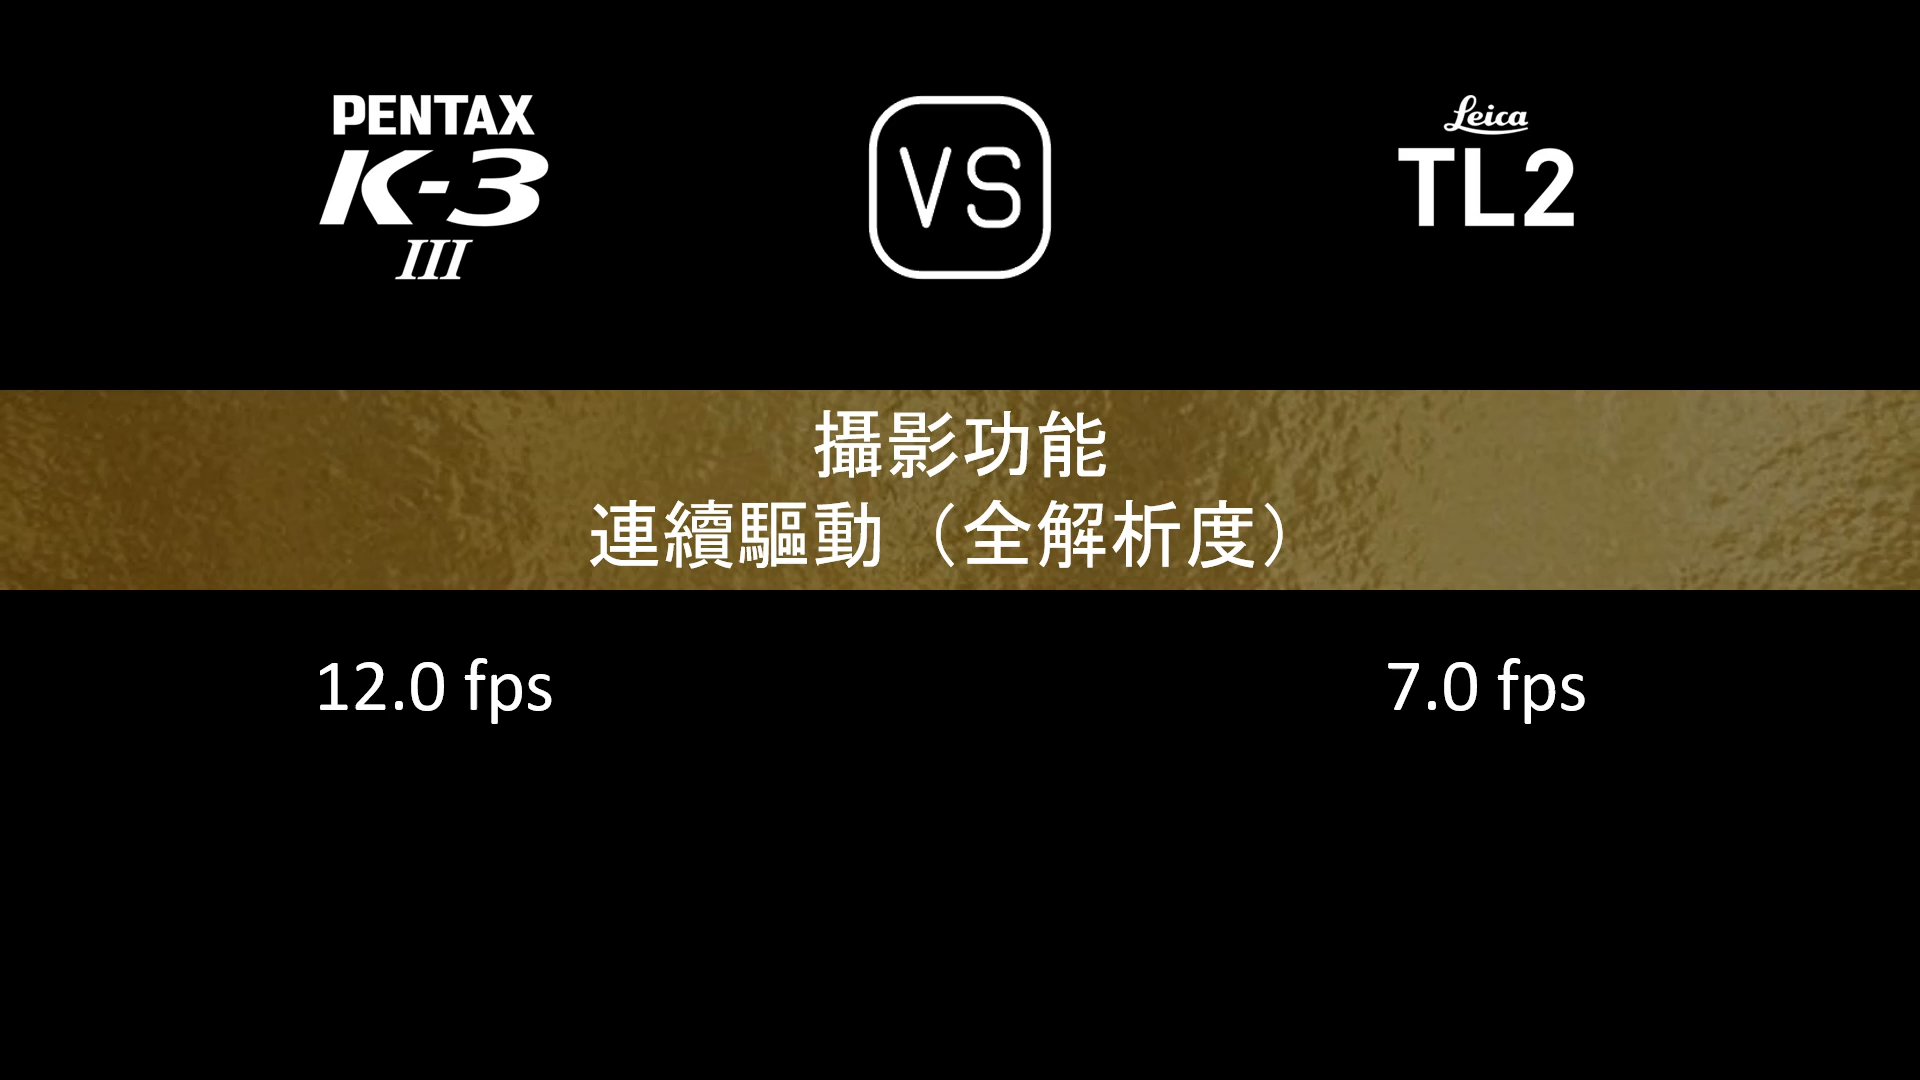 PENTAX
K-3
III
VS
Leica
TL2
攝影功能
連續驅動（全解析度）
12.0 fps
7.0 fps